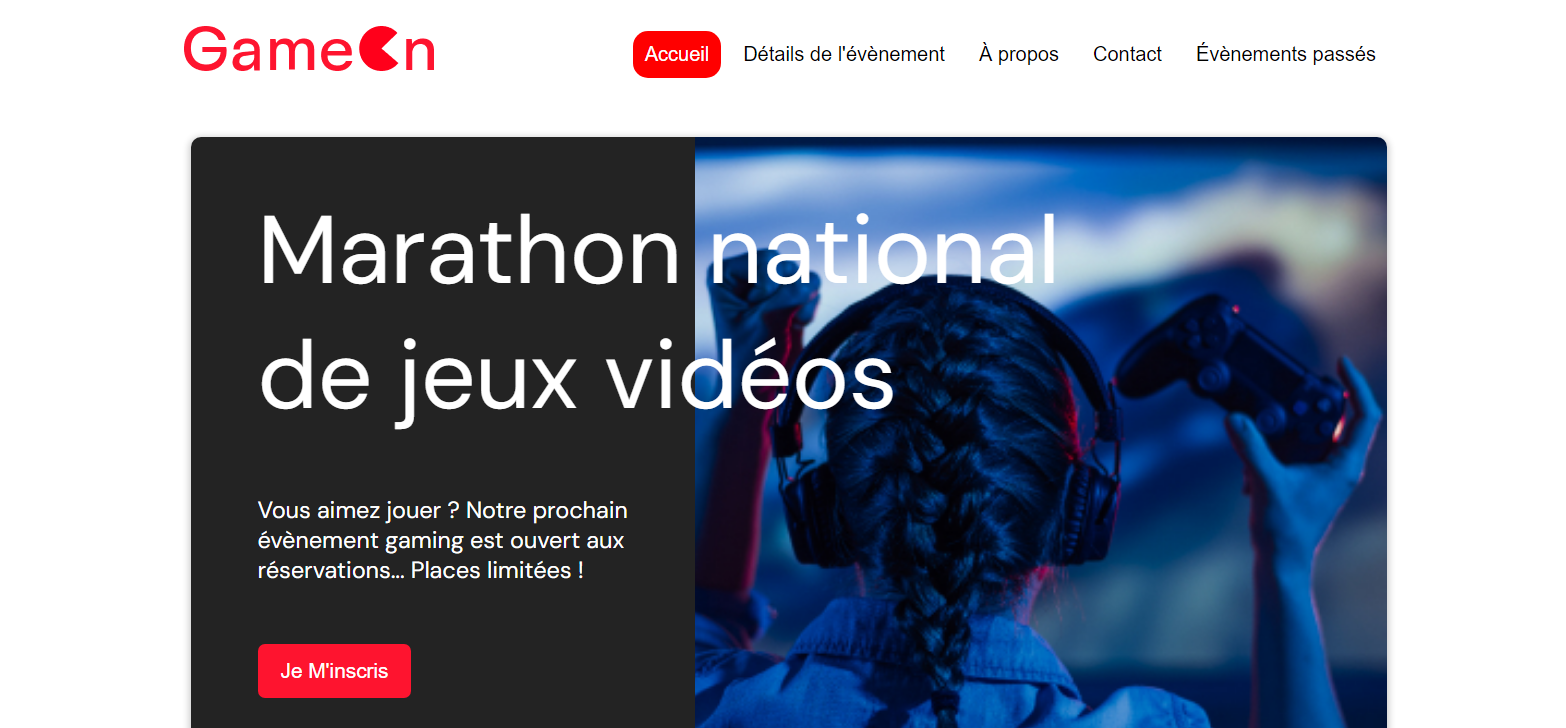 GameOn
Accueil Détails de l'évènement À propos Contact Évènements passés
Marathon national
de jeux vidéos
Vous aimez jouer ? Notre prochain
évènement gaming est ouvert aux
réservations... Places limitées !
Je M'inscris